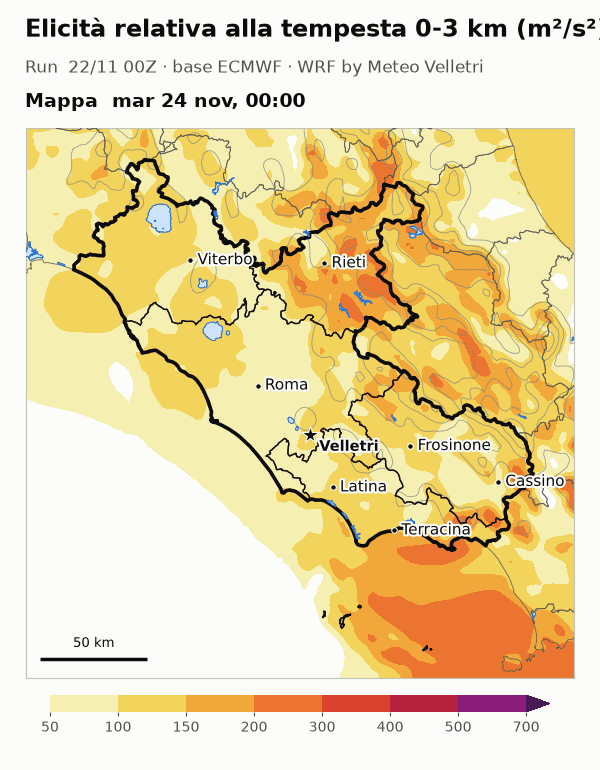 Elicità relativa alla tempesta 0-3 km (m²/s²)
Run  22/11 00Z · base ECMWF · WRF by Meteo Velletri
Mappa  mar 24 nov, 00:00
Viterbo
Rieti
Roma
Velletri
Frosinone
Cassino
Latina
Terracina
50 km
50 100 150 200 300 400 500 700